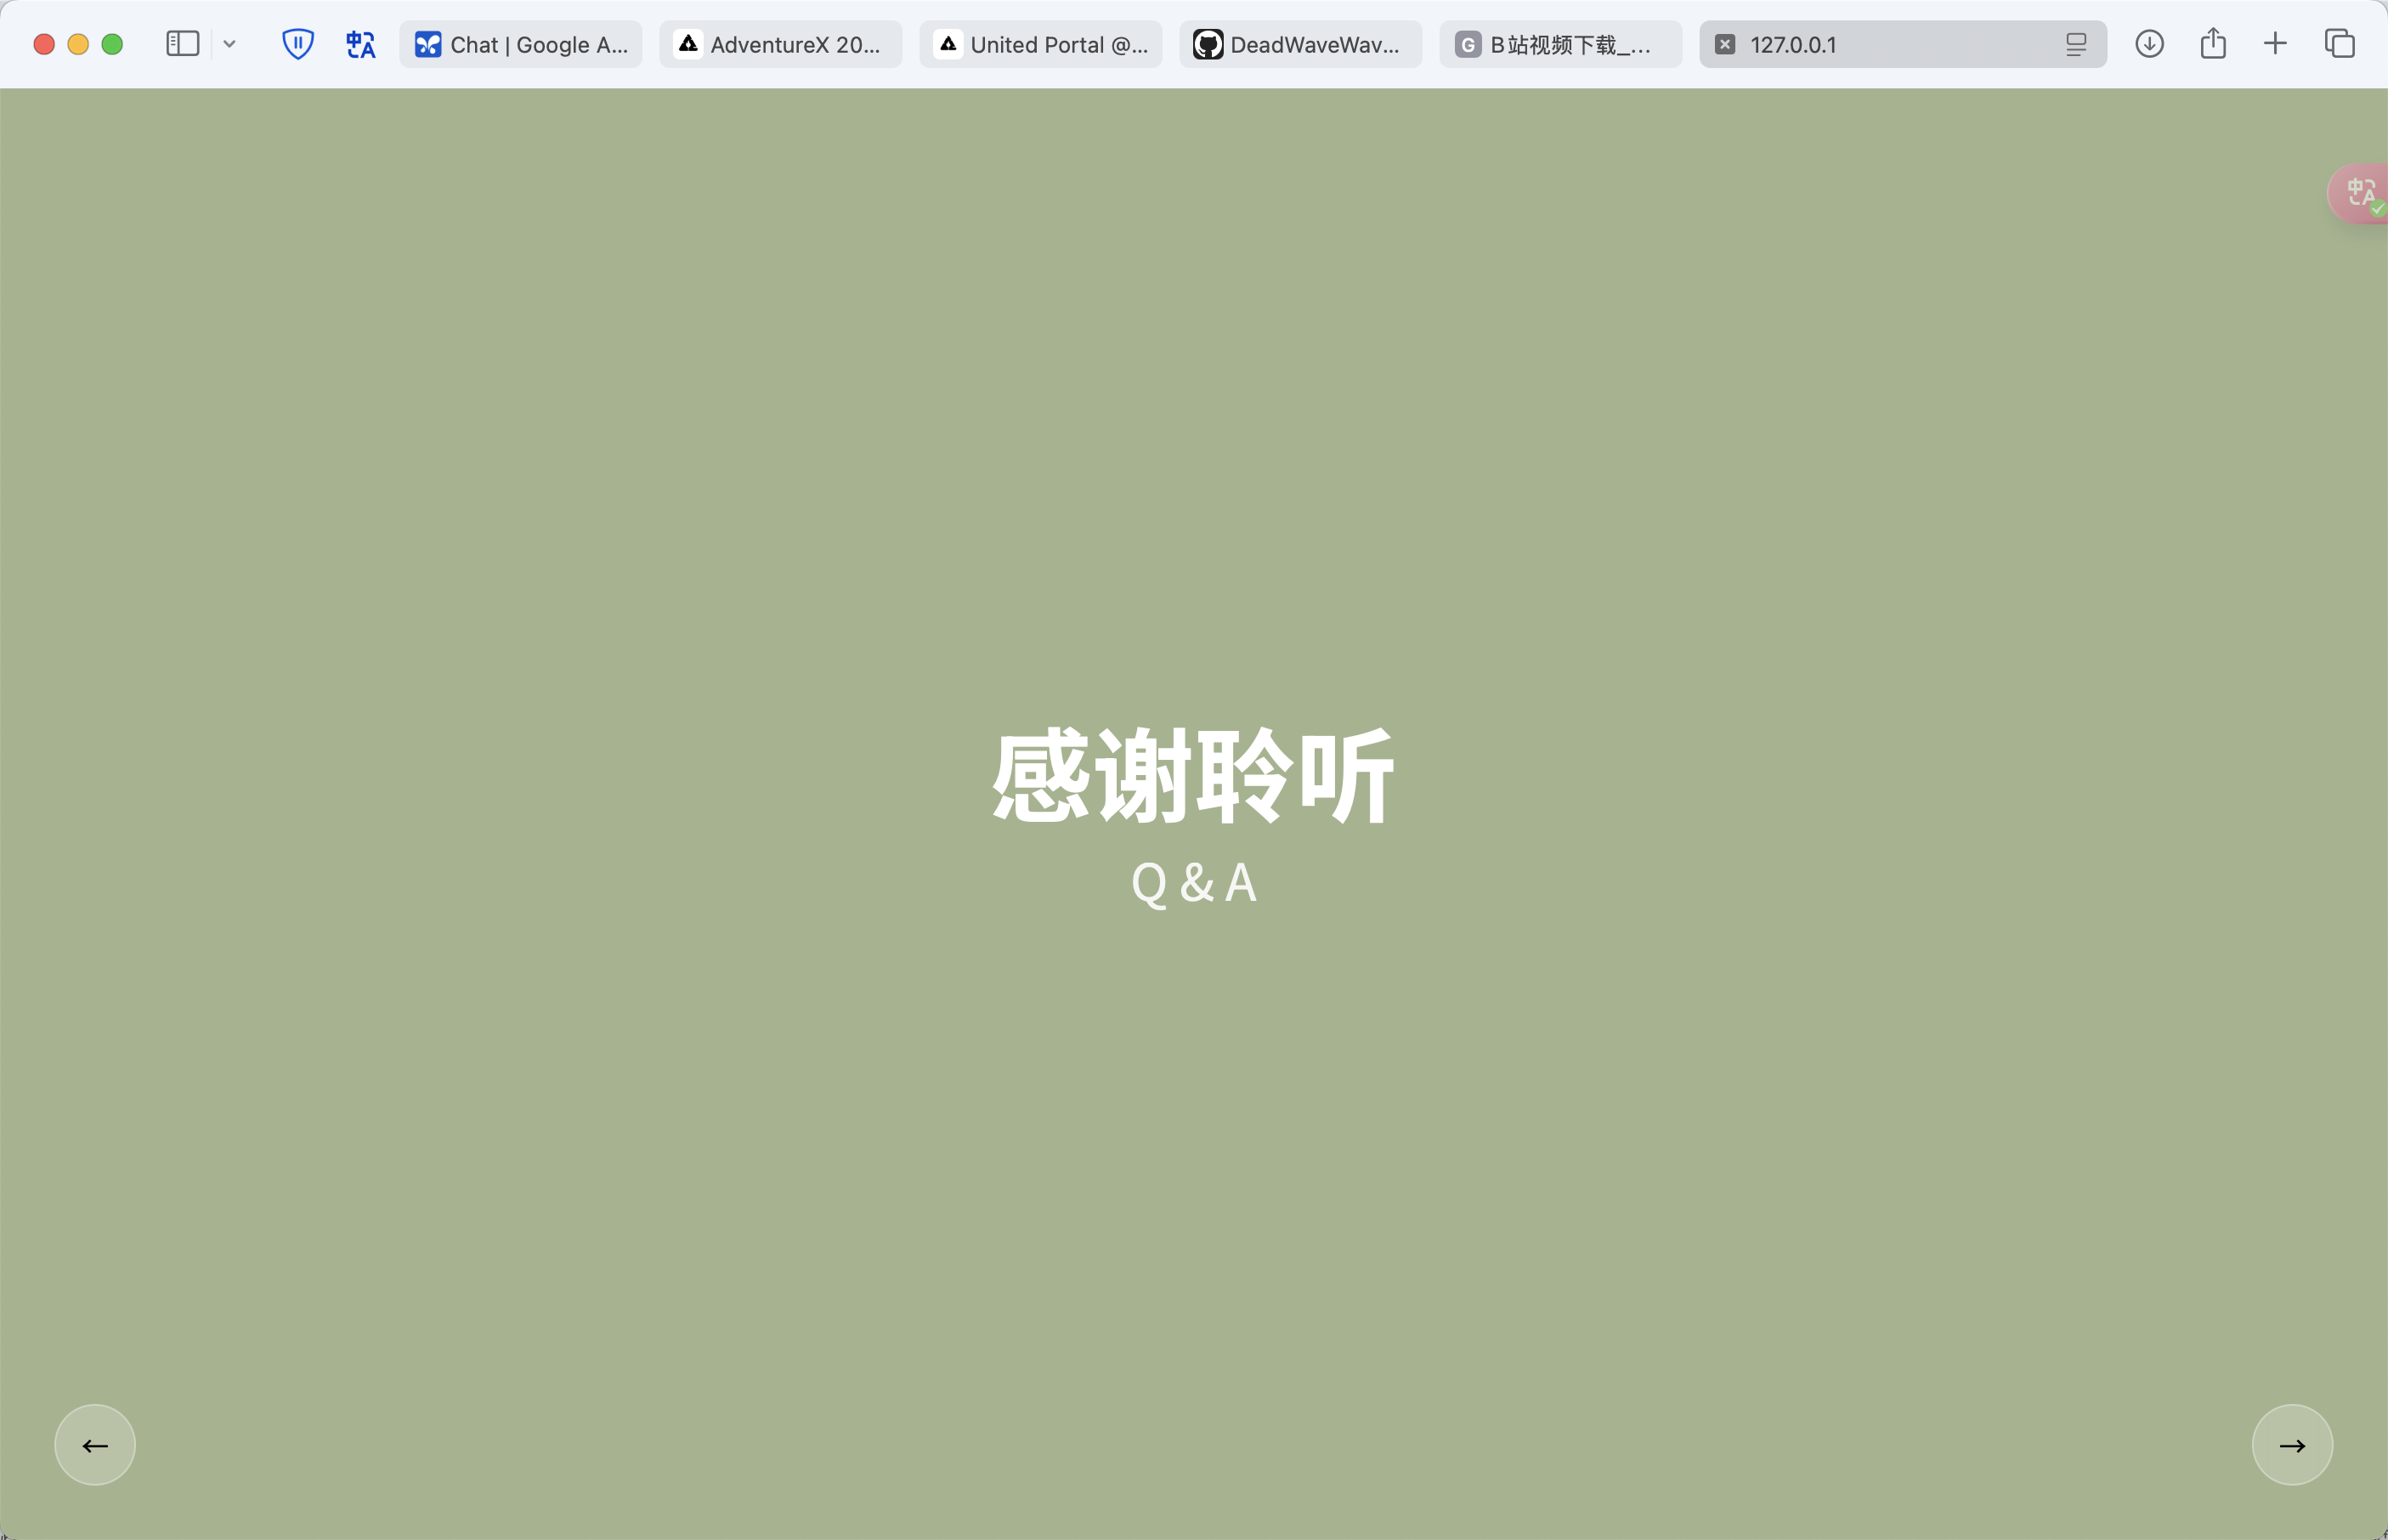 Chat | Google A...
AdventureX 20...
United Portal @...
DeadWaveWav...
G B站视频下载_...
127.0.0.1
感谢聆听
Q & A
← →